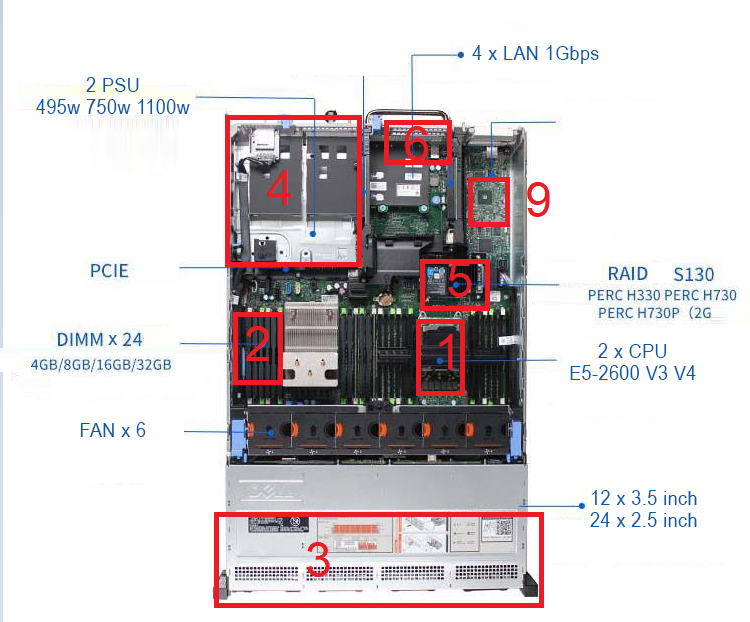 4 x LAN 1Gbps
2 PSU
495w 750w 1100w
6
4
9
PCIE
RAID S130
PERC H330 PERC H730
PERC H730P（2G
5
DIMM x 24
4GB/8GB/16GB/32GB
2
1
2 x CPU
E5-2600 V3 V4
FAN x 6
DELL
12 x 3.5 inch
24 x 2.5 inch
3